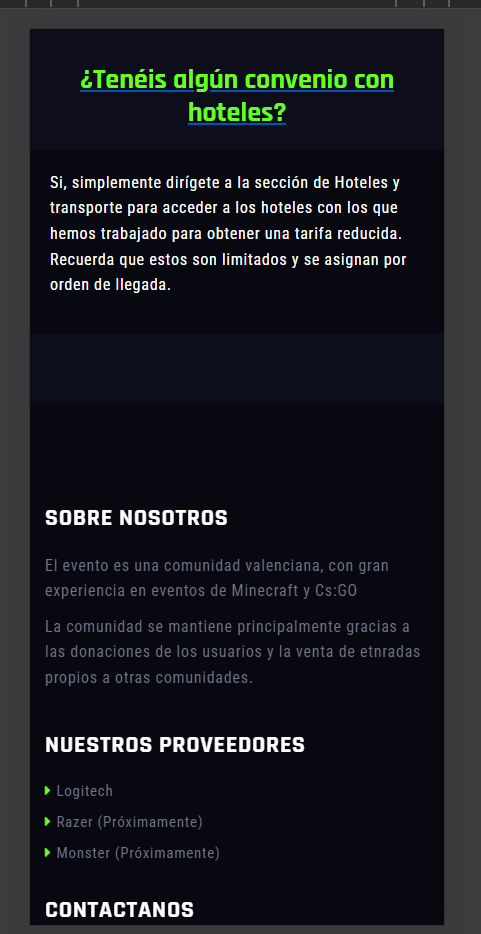 ¿Tenéis algún convenio con
hoteles?
Si, simplemente dirígete a la sección de Hoteles y
transporte para acceder a los hoteles con los que
hemos trabajado para obtener una tarifa reducida.
Recuerda que estos son limitados y se asignan por
orden de llegada.
SOBRE NOSOTROS
El evento es una comunidad valenciana, con gran
experiencia en eventos de Minecraft y Cs:GO
La comunidad se mantiene principalmente gracias a
las donaciones de los usuarios y la venta de etnradas
propios a otras comunidades.
NUESTROS PROVEEDORES
Logitech
Razer (Próximamente)
Monster (Próximamente)
CONTACTANOS